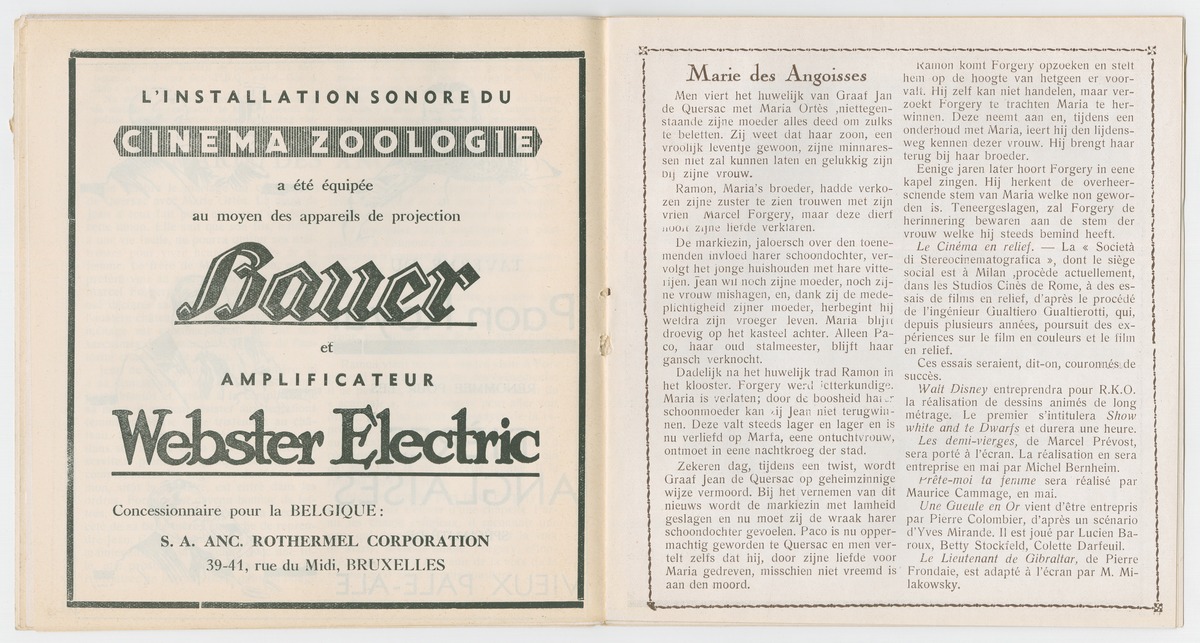 L'INSTALLATION SONORE DU
CINEMA ZOOLOGIE
a été équipée
au moyen des appareils de projection
Bauer
et
AMPLIFICATEUR
Webster Electric
Concessionnaire pour la BELGIQUE :
S. A. ANC. ROTHERMEL CORPORATION
39-41, rue du Midi, BRUXELLES
Marie des Angoisses
Men viert het huwelijk van Graaf Jan
de Quersac met Maria Ortès ,niettegen-
staande zijne moeder alles deed om zulks
te beletten. Zij weet dat haar zoon, een
vroolijk leventje gewoon, zijne minnares-
sen niet zal kunnen laten en gelukkig zijn
bij zijne vrouw.
Ramon, Maria's broeder, hadde verko-
zen zijne zuster te zien trouwen met zijn
vrien Marcel Forgery, maar deze dierf
nooit zijne liefde verklaren.
De markiezin, jaloersch over den toene-
menden invloed harer schoondochter, ver-
volgt het jonge huishouden met hare vitte-
rijen. Jean wil noch zijne moeder, noch zij-
ne vrouw mishagen, en, dank zij de mede-
plichtigheid zijner moeder, herbegint hij
weldra zijn vroeger leven. Maria blijft
droevig op het kasteel achter. Alleen Pa-
co, haar oud stalmeester, blijft haar
gansch verknocht.
Dadelijk na het huwelijk trad Ramon in
het klooster. Forgery werd letterkundige.
Maria is verlaten; door de boosheid harer
schoonmoeder kan zij Jean niet terugwin-
nen. Deze valt steeds lager en lager en is
nu verliefd op Marfa, eene ontuchtvrouw,
ontmoet in eene nachtkroeg der stad.
Zekeren dag, tijdens een twist, wordt
Graaf Jean de Quersac op geheimzinnige
wijze vermoord. Bij het vernemen van dit
nieuws wordt de markiezin met lamheid
geslagen en nu moet zij de wraak harer
schoondochter gevoelen. Paco is nu opper-
machtig geworden te Quersac en men ver-
telt zelfs dat hij, door zijne liefde voor
Maria gedreven, misschien niet vreemd is
aan den moord.
Ramon komt Forgery opzoeken en stelt
hem op de hoogte van hetgeen er voor-
valt. Hij zelf kan niet handelen, maar ver-
zoekt Forgery te trachten Maria te her-
winnen. Deze neemt aan en, tijdens een
onderhoud met Maria, leert hij den lijdens-
weg kennen dezer vrouw. Hij brengt haar
terug bij haar broeder.
Eenige jaren later hoort Forgery in eene
kapel zingen. Hij herkent de overheer-
schende stem van Maria welke non gewor-
den is. Teneergeslagen, zal Forgery de
herinnering bewaren aan de stem der
vrouw welke hij steeds bemind heeft.
Le Cinéma en relief. — La « Società
di Stereocinematografica », dont le siège
social est à Milan ,procède actuellement,
dans les Studios Cinès de Rome, à des es-
sais de films en relief, d'après le procédé
de l'ingénieur Gualtiero Gualtierotti, qui,
depuis plusieurs années, poursuit des ex-
périences sur le film en couleurs et le film
en relief.
Ces essais seraient, dit-on, couronnés de
succès.
Walt Disney entreprendra pour R.K.O.
la réalisation de dessins animés de long
métrage. Le premier s'intitulera Show
white and te Dwarfs et durera une heure.
Les demi-vierges, de Marcel Prévost,
sera porté à l'écran. La réalisation en sera
entreprise en mai par Michel Bernheim.
Prête-moi ta femme sera réalisé par
Maurice Cammage, en mai.
Une Gueule en Or vient d'être entrepris
par Pierre Colombier, d'après un scénario
d'Yves Mirande. Il est joué par Lucien Ba-
roux, Betty Stockfeld, Colette Darfeuil.
Le Lieutenant de Gibraltar, de Pierre
Frondaie, est adapté à l'écran par M. Mi-
lakowsky.